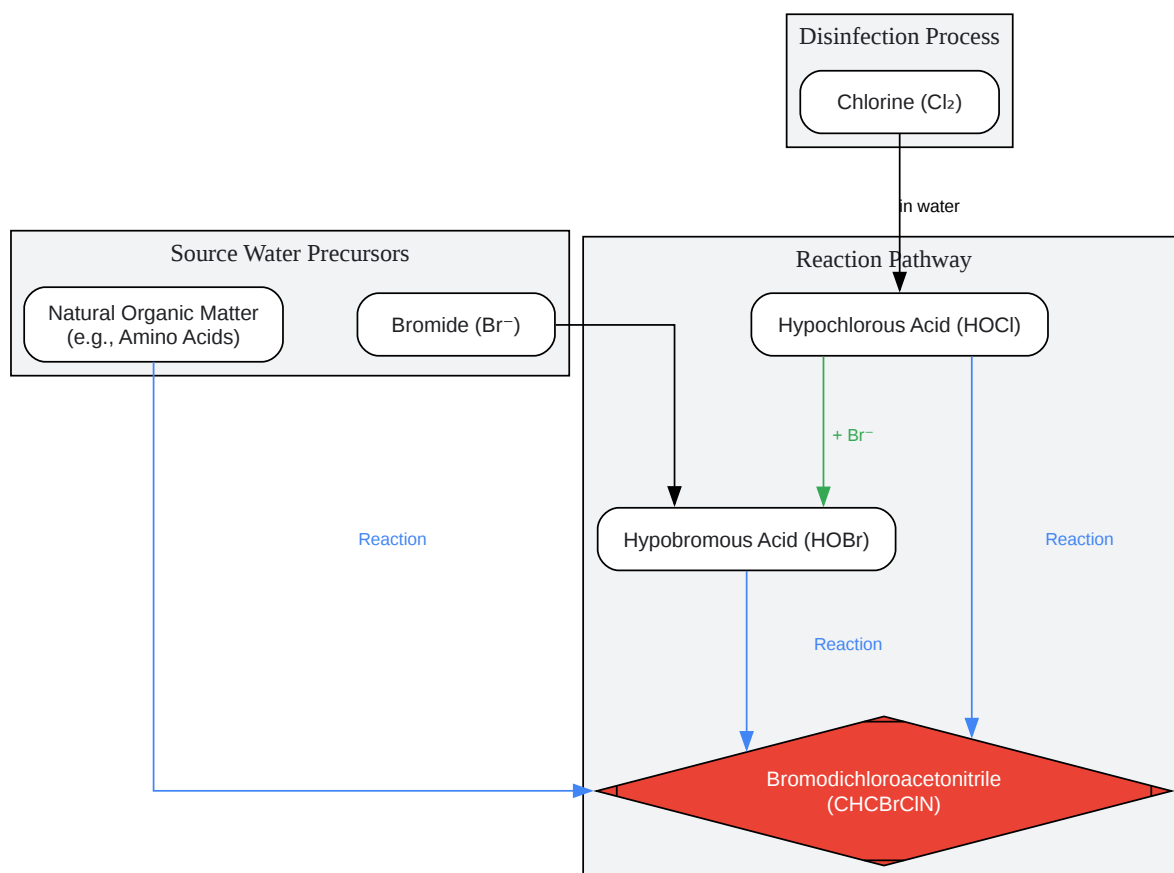 Disinfection Process
Chlorine (Cl₂)
in water
Source Water Precursors
Natural Organic Matter
(e.g., Amino Acids)
Bromide (Br⁻)
Reaction Pathway
Hypochlorous Acid (HOCl)
+ Br⁻
Hypobromous Acid (HOBr)
Reaction
Reaction
Reaction
Bromodichloroacetonitrile
(CHCBrClN)